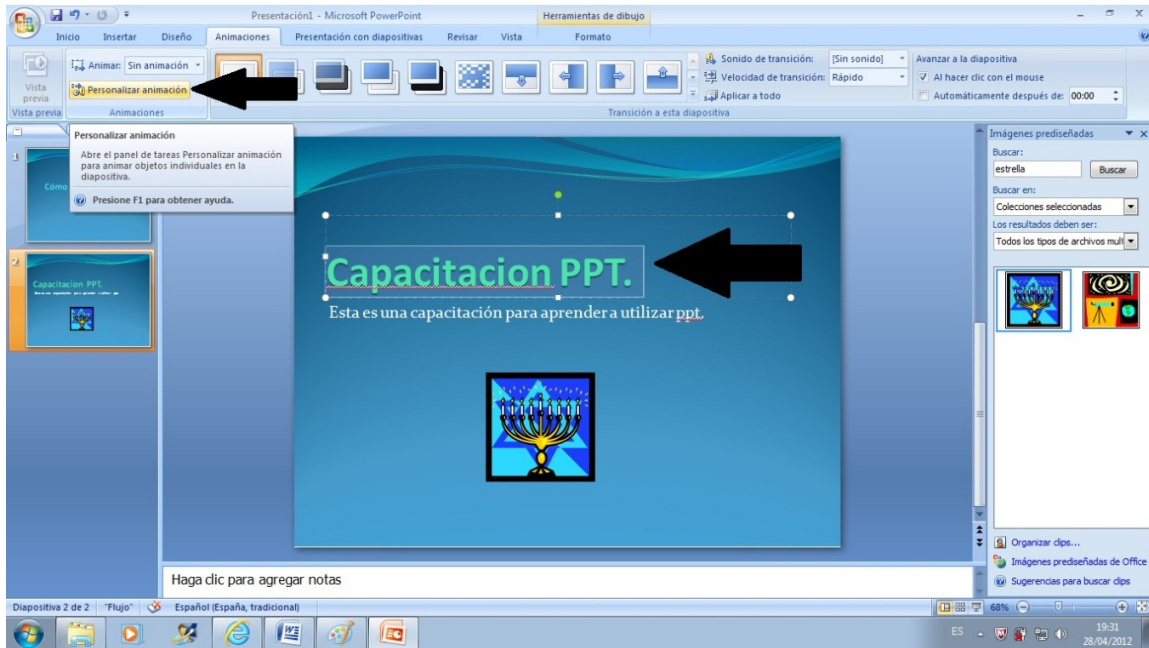 Presentación1 - Microsoft PowerPoint
Herramientas de dibujo
Inicio Insertar Diseño Animaciones Presentación con diapositivas Revisar Vista Formato
Vista previa
Animar: Sin animación
Personalizar animación
Sonido de transición: [Sin sonido]
Velocidad de transición: Rápido
Aplicar a todo
Avanzar a la diapositiva
Al hacer clic con el mouse
Automáticamente después de: 00:00
Vista previa Animaciones Transición a esta diapositiva
Personalizar animación
Abre el panel de tareas Personalizar animación
para animar objetos individuales en la
diapositiva.
Presione F1 para obtener ayuda.
1
Cómo
2
Capacitacion PPT.
Capacitacion PPT.
Esta es una capacitación para aprender a utilizar ppt.
Imágenes prediseñadas
Buscar:
estrella Buscar
Buscar en:
Colecciones seleccionadas
Los resultados deben ser:
Todos los tipos de archivos mult
Organizar clips...
Imágenes prediseñadas de Office
Sugerencias para buscar clips
Haga clic para agregar notas
Diapositiva 2 de 2 "Flujo" Español (España, tradicional) 68%
ES 19:31
28/04/2012